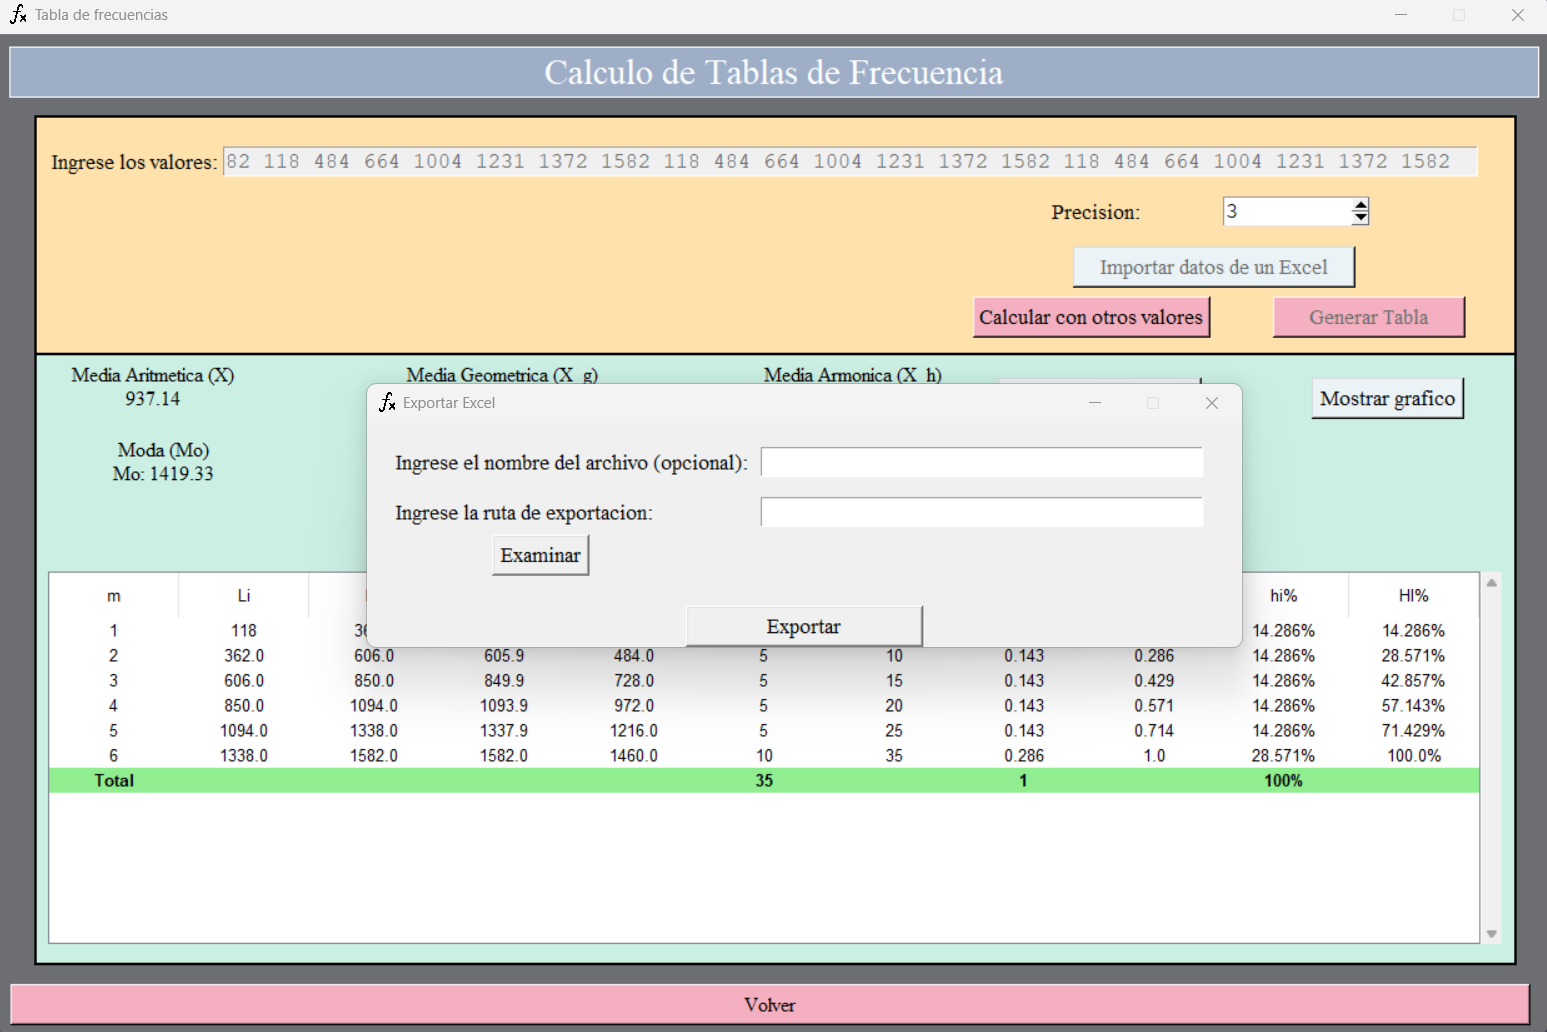 Tabla de frecuencias
Calculo de Tablas de Frecuencia
Ingrese los valores: 82 118 484 664 1004 1231 1372 1582 118 484 664 1004 1231 1372 1582 118 484 664 1004 1231 1372 1582
Precision: 3
Importar datos de un Excel
Calcular con otros valores Generar Tabla
Media Aritmetica (X) Media Geometrica (X_g) Media Armonica (X_h)
937.14
Mostrar grafico
Moda (Mo)
Mo: 1419.33
Exportar Excel
Ingrese el nombre del archivo (opcional):
Ingrese la ruta de exportacion:
Examinar
Exportar
m Li hi% HI%
1 118 14.286% 14.286%
2 362.0 606.0 605.9 484.0 5 10 0.143 0.286 14.286% 28.571%
3 606.0 850.0 849.9 728.0 5 15 0.143 0.429 14.286% 42.857%
4 850.0 1094.0 1093.9 972.0 5 20 0.143 0.571 14.286% 57.143%
5 1094.0 1338.0 1337.9 1216.0 5 25 0.143 0.714 14.286% 71.429%
6 1338.0 1582.0 1582.0 1460.0 10 35 0.286 1.0 28.571% 100.0%
Total 35 1 100%
Volver